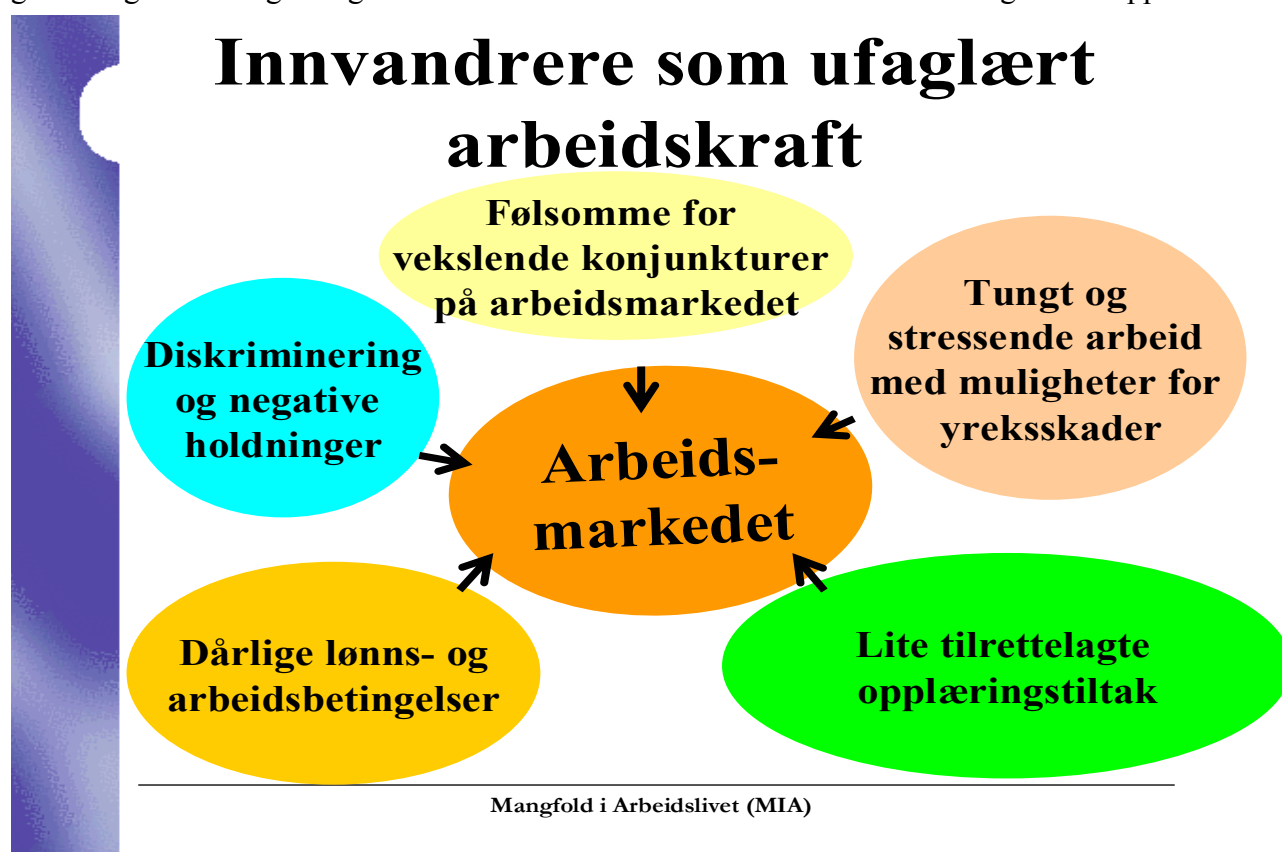 Innvandrere som ufaglært
arbeidskraft
Følsomme for
vekslende konjunkturer
på arbeidsmarkedet
Diskriminering
og negative
holdninger
Tungt og
stressende arbeid
med muligheter for
yreksskader
Arbeids-
markedet
Dårlige lønns- og
arbeidsbetingelser
Lite tilrettelagte
opplæringstiltak
Mangfold i Arbeidslivet (MIA)